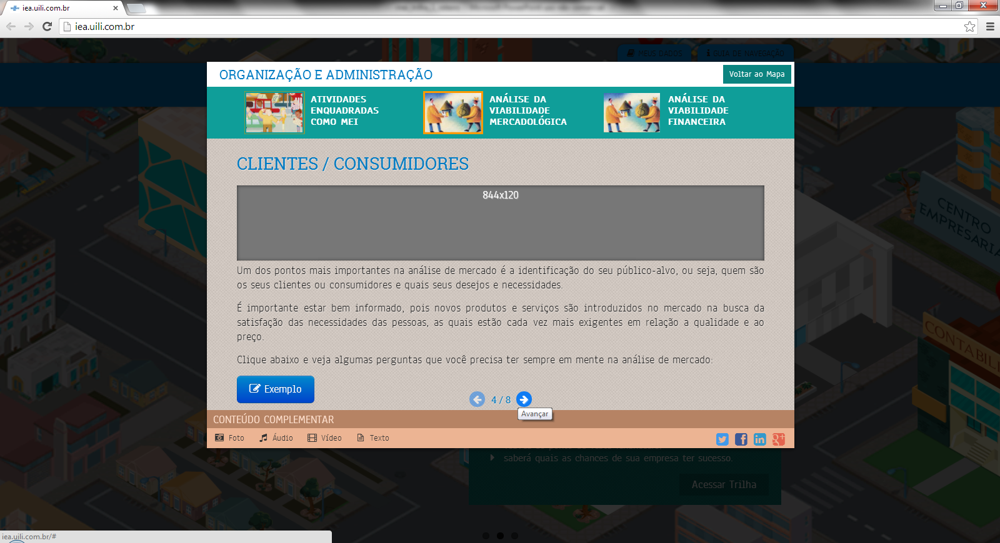 iea.uili.com.br
iea.uili.com.br
MEUS DADOS
GUIA DE NAVEGAÇÃO
ORGANIZAÇÃO E ADMINISTRAÇÃO
Voltar ao Mapa
ATIVIDADES
ENQUADRADAS
COMO MEI
ANÁLISE DA
VIABILIDADE
MERCADOLÓGICA
ANÁLISE DA
VIABILIDADE
FINANCEIRA
CLIENTES / CONSUMIDORES
844x120
Um dos pontos mais importantes na análise de mercado é a identificação do seu público-alvo, ou seja, quem são
os seus clientes ou consumidores e quais seus desejos e necessidades.
É importante estar bem informado, pois novos produtos e serviços são introduzidos no mercado na busca da
satisfação das necessidades das pessoas, as quais estão cada vez mais exigentes em relação a qualidade e ao
preço.
Clique abaixo e veja algumas perguntas que você precisa ter sempre em mente na análise de mercado:
Exemplo
4 / 8
Avançar
CONTEÚDO COMPLEMENTAR
Foto
Áudio
Vídeo
Texto
saberá quais as chances de sua empresa ter sucesso.
Acessar Trilha
CENTRO
EMPRESARIA
CONTABILI
iea.uili.com.br/#